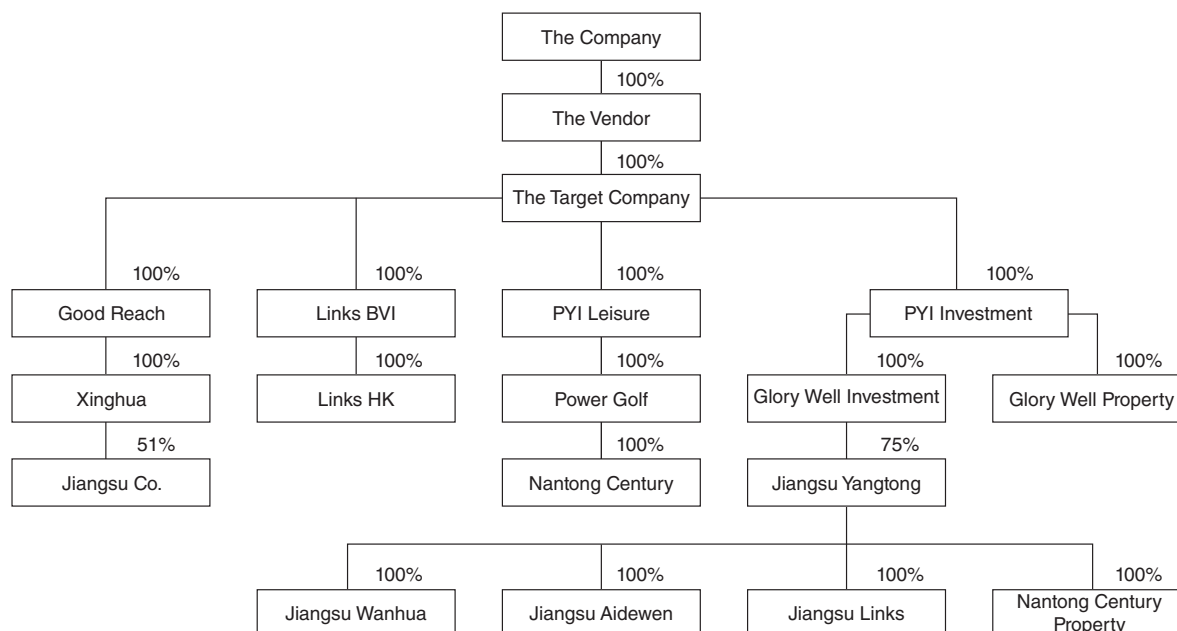 The Company
100%
The Vendor
100%
The Target Company
100% 100% 100% 100%
Good Reach Links BVI PYI Leisure PYI Investment
100% 100% 100% 100% 100%
Xinghua Links HK Power Golf Glory Well Investment Glory Well Property
51% 100% 75%
Jiangsu Co. Nantong Century Jiangsu Yangtong
100% 100% 100% 100%
Jiangsu Wanhua Jiangsu Aidewen Jiangsu Links Nantong Century
Property